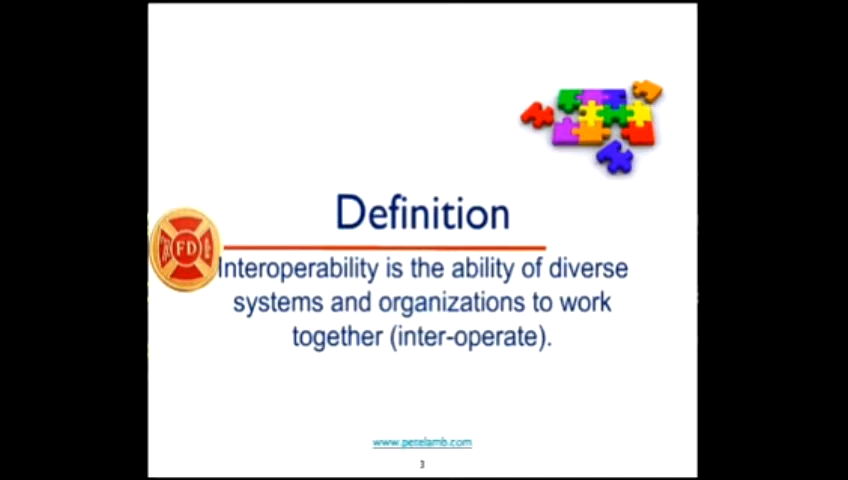 Definition
FD
Interoperability is the ability of diverse
systems and organizations to work
together (inter-operate).
www.petelamb.com
3